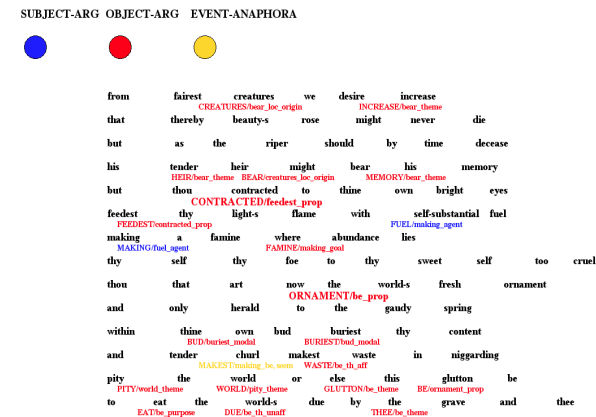 SUBJECT-ARG OBJECT-ARG EVENT-ANAPHORA
from fairest creatures we desire increase
CREATURES/bear_loc_origin INCREASE/bear_theme
that thereby beauty-s rose might never die
but as the riper should by time decease
his tender heir might bear his memory
HEIR/bear_theme BEAR/creatures_loc_origin MEMORY/bear_theme
but thou contracted to thine own bright eyes
CONTRACTED/feedest_prop
feedest thy light-s flame with self-substantial fuel
FEEDEST/contracted_prop FUEL/making_agent
making a famine where abundance lies
MAKING/fuel_agent FAMINE/making_goal
thy self thy foe to thy sweet self too cruel
thou that art now the world-s fresh ornament
ORNAMENT/be_prop
and only herald to the gaudy spring
within thine own bud buriest thy content
BUD/buriest_modal BURIEST/bud_modal
and tender churl makest waste in niggarding
MAKEST/making_be, seem WASTE/be_th_aff
pity the world or else this glutton be
PITY/world_theme WORLD/pity_theme GLUTTON/be_theme BE/ornament_prop
to eat the world-s due by the grave and thee
EAT/be_purpose DUE/be_th_unaff THEE/be_theme